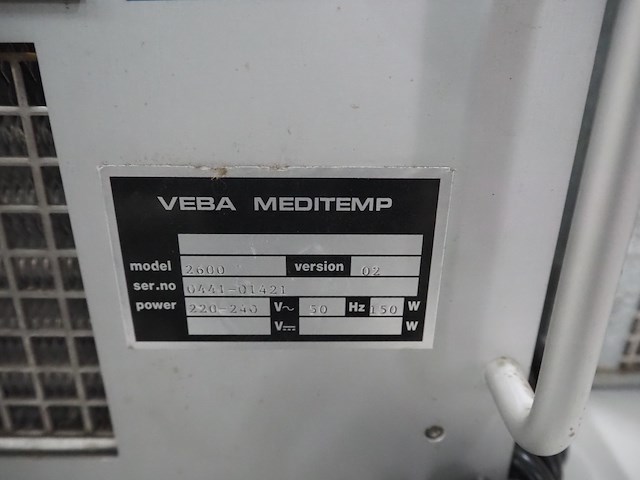 VEBA MEDITEMP
model 2600 version 02
ser.no 0441-01421
power 220-240 V~ 50 Hz 150 W
V⎓ W